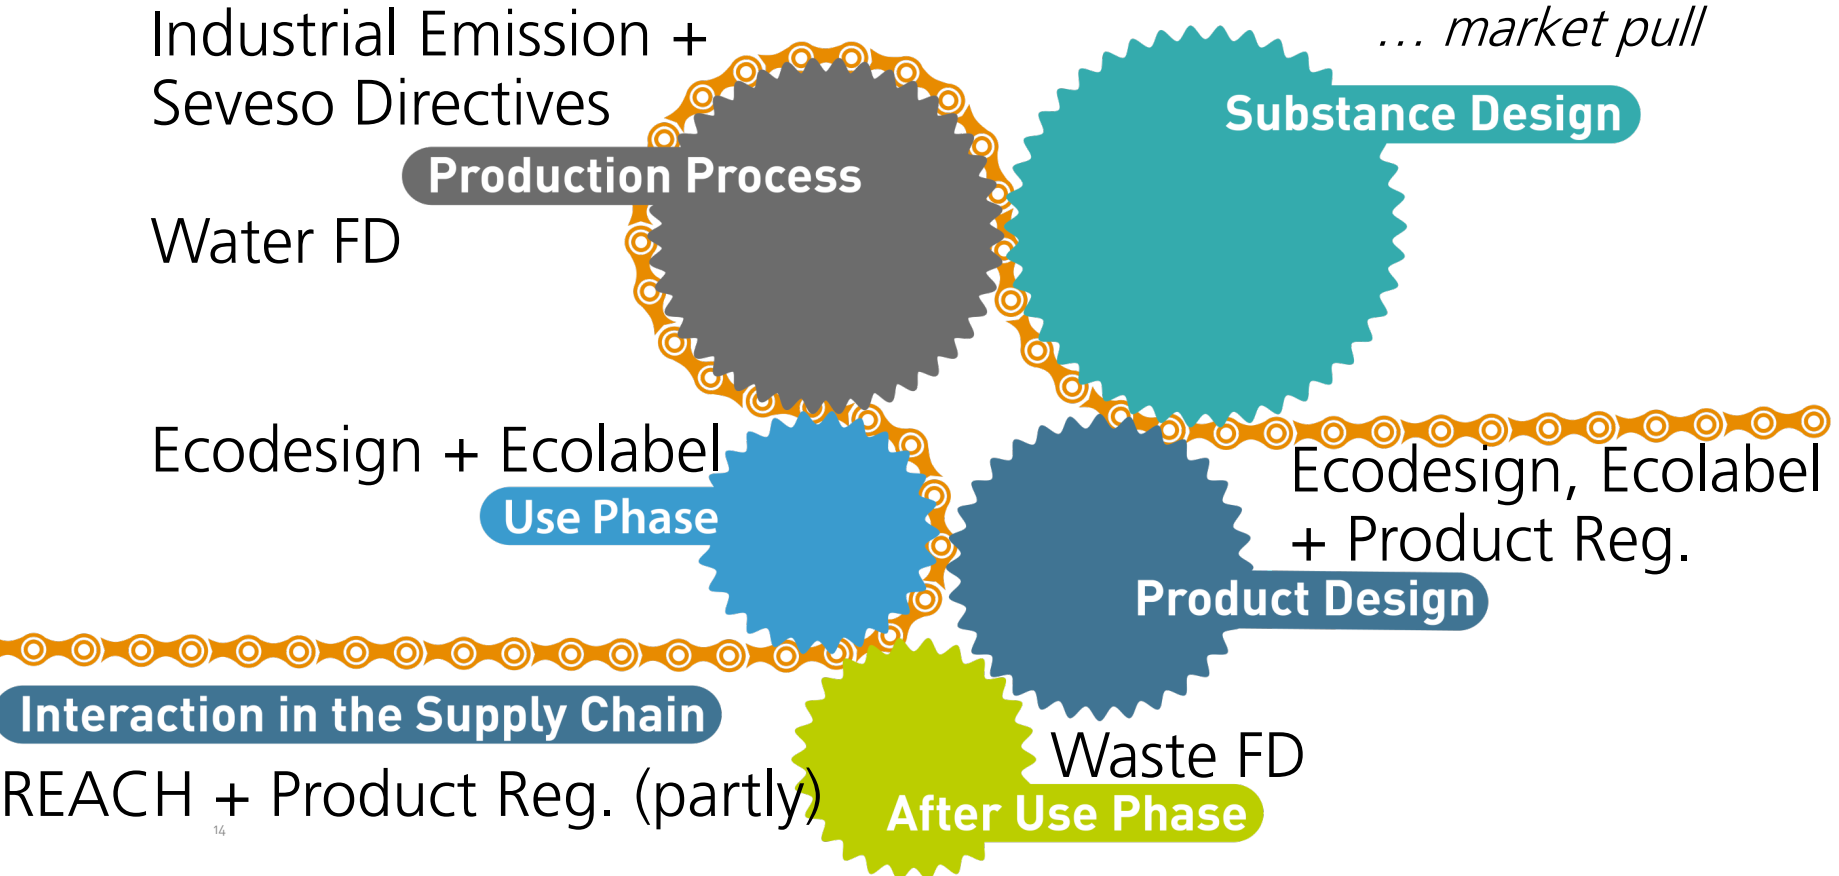 Industrial Emission +
Seveso Directives
… market pull
Substance Design
Production Process
Water FD
Ecodesign + Ecolabel
Use Phase
Ecodesign, Ecolabel
+ Product Reg.
Product Design
Interaction in the Supply Chain
REACH + Product Reg. (partly)
Waste FD
After Use Phase
14